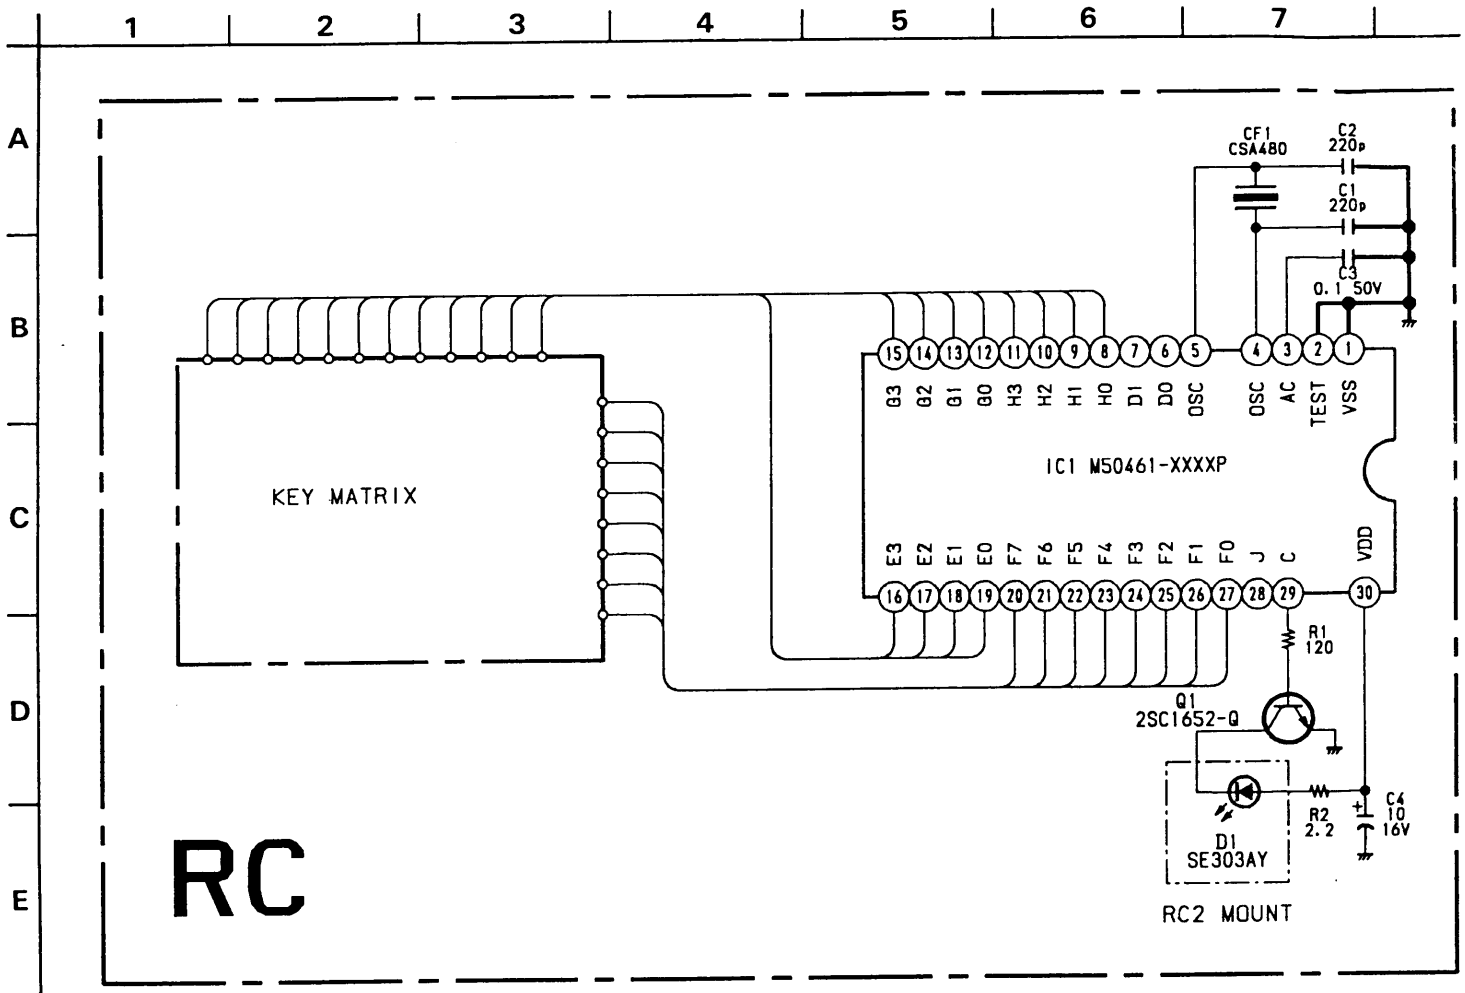 1 2 3 4 5 6 7
A
CF1
CSA480
C2
220p
C1
220p
C3
0.1 50V
B
15 14 13 12 11 10 9 8 7 6 5 4 3 2 1
G3 G2 G1 G0 H3 H2 H1 H0 D1 D0 OSC OSC AC TEST VSS
IC1 M50461-XXXXP
KEY MATRIX
C
E3 E2 E1 E0 F7 F6 F5 F4 F3 F2 F1 F0 J C VDD
16 17 18 19 20 21 22 23 24 25 26 27 28 29 30
R1
120
D
Q1
2SC1652-Q
R2
2.2
+
C4
10
16V
D1
SE303AY
RC
E
RC2 MOUNT